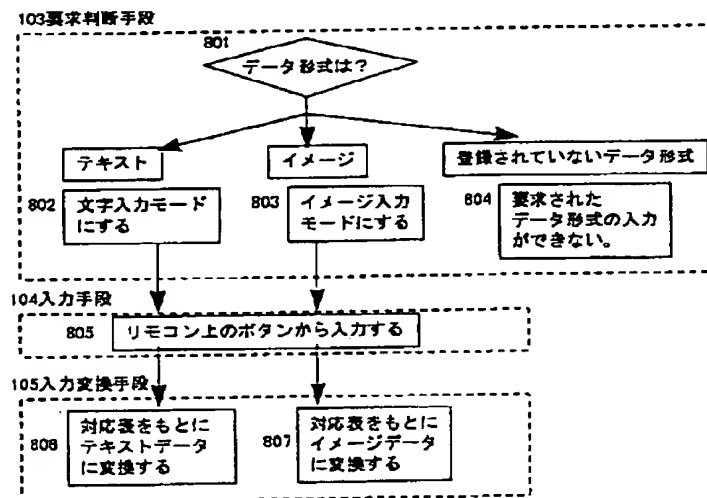 103要求判断手段
801
データ形式は？
テキスト
イメージ
登録されていないデータ形式
802
文字入力モード
にする
803
イメージ入力
モードにする
804
要求された
データ形式の入力
ができない。
104入力手段
805
リモコン上のボタンから入力する
105入力変換手段
806
対応表をもとに
テキストデータ
に変換する
807
対応表をもとに
イメージデータ
に変換する